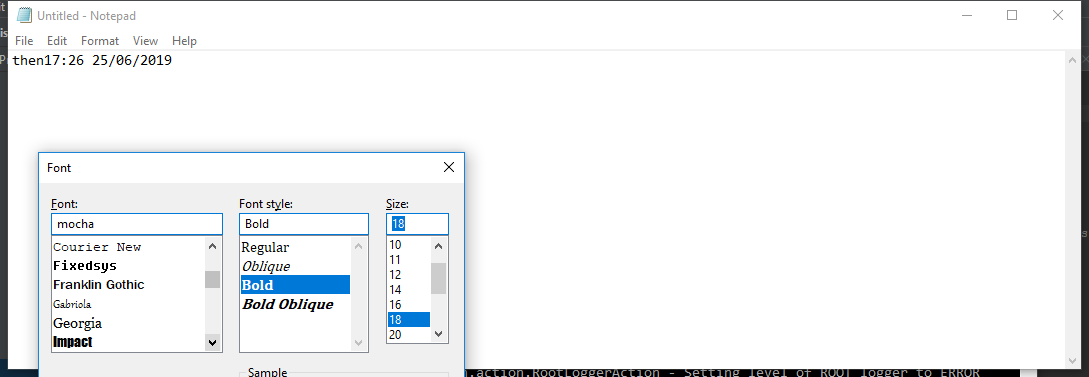 Untitled - Notepad
File Edit Format View Help
then17:26 25/06/2019
Font
Font: Font style: Size:
mocha Bold 18
Courier New Regular 10
Fixedsys Oblique 11
Franklin Gothic Bold 12
Gabriola Bold Oblique 14
Georgia 16
Impact 18
20
Sample
.action.RootLoggerAction - Setting level of ROOT logger to ERROR